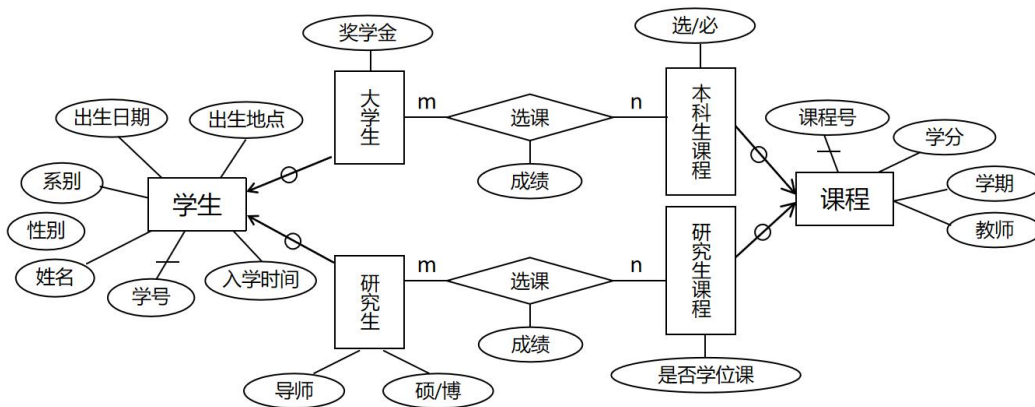 奖学金
选/必
大学生
m
选课
n
本科生课程
成绩
出生日期
出生地点
课程号
学分
系别
学生
课程
学期
性别
教师
姓名
学号
入学时间
研究生
m
选课
n
研究生课程
成绩
导师
硕/博
是否学位课